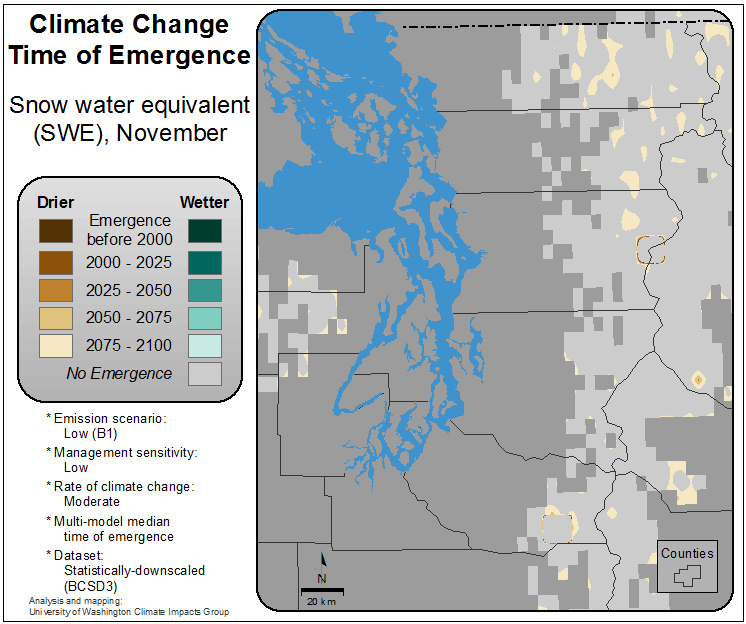 Climate Change
Time of Emergence
Snow water equivalent
(SWE), November
Drier
Wetter
Emergence
before 2000
2000 - 2025
2025 - 2050
2050 - 2075
2075 - 2100
No Emergence
* Emission scenario:
Low (B1)
* Management sensitivity:
Low
* Rate of climate change:
Moderate
* Multi-model median
time of emergence
* Dataset:
Statistically-downscaled
(BCSD3)
Analysis and mapping:
University of Washington Climate Impacts Group
N
20 km
Counties